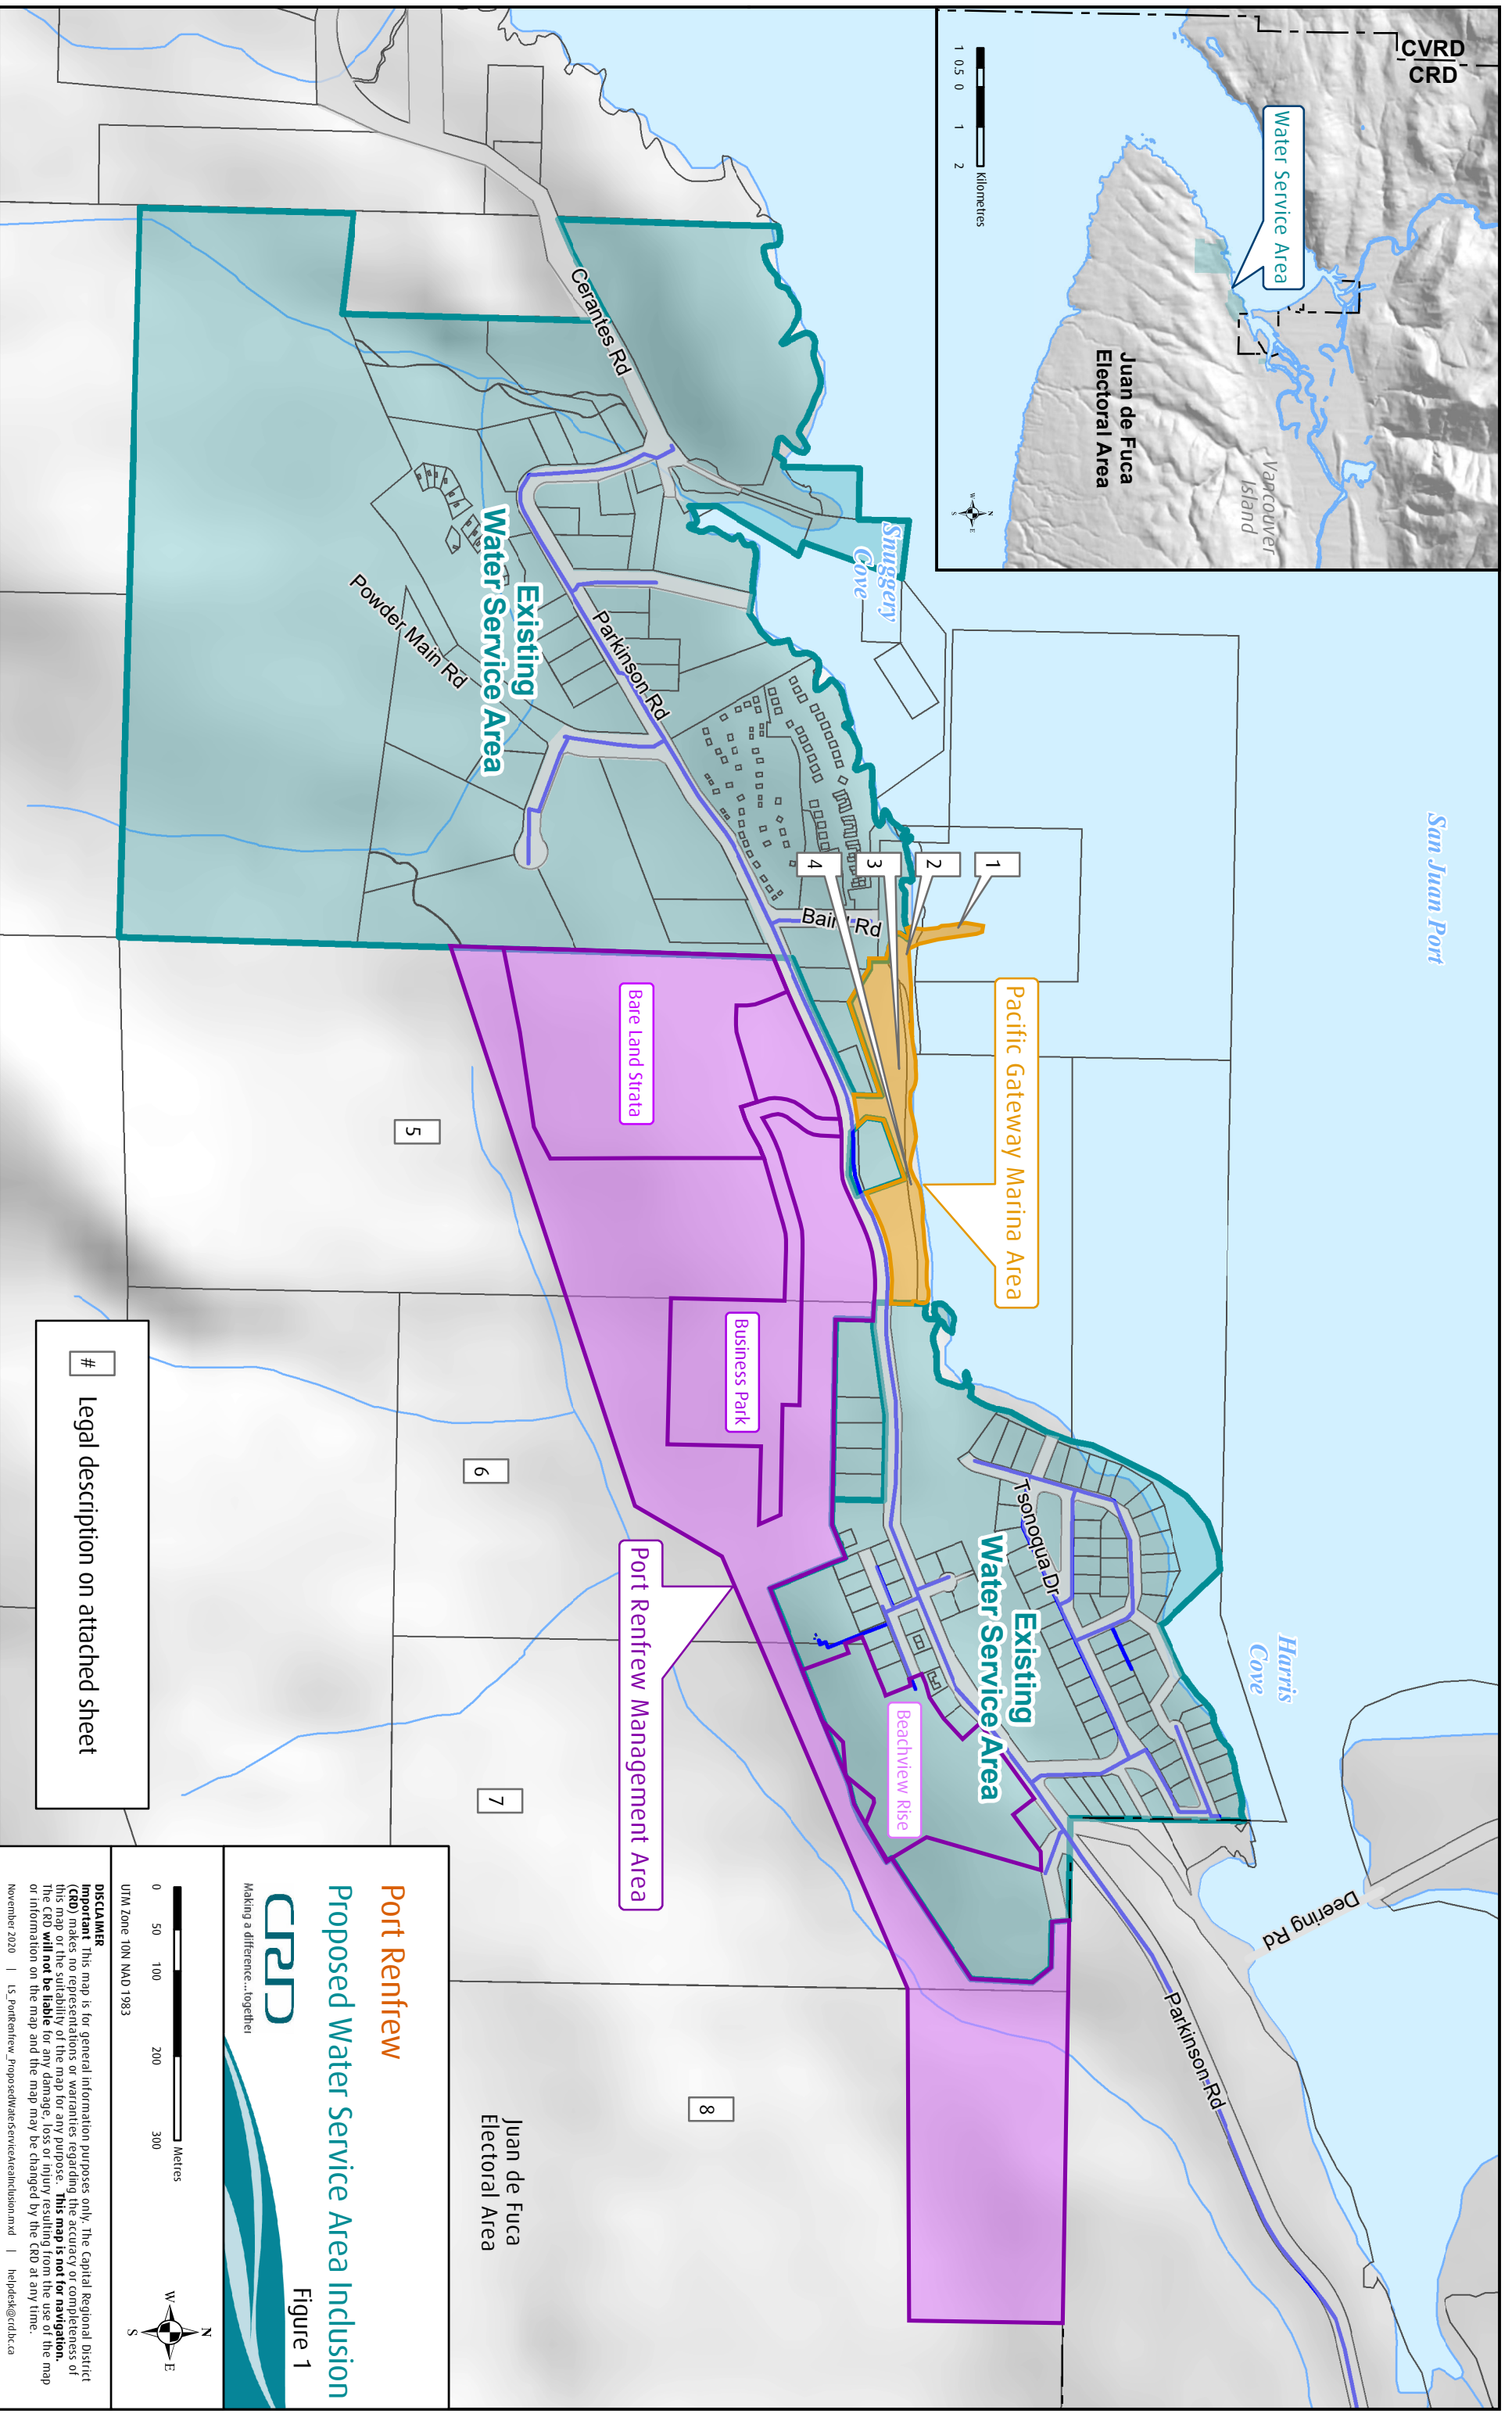 CVRD
CRD
Water Service Area
Juan de Fuca
Electoral Area
Vancouver
Island
1 0.5 0 1 2
Kilometres
N
E
S
W
San Juan Port
Snuggery
Cove
Harris
Cove
Cerantes Rd
Parkinson Rd
Powder Main Rd
Baird Rd
Tsonoqua Dr
Deering Rd
Parkinson Rd
Existing
Water Service Area
Existing
Water Service Area
1
2
3
4
Pacific Gateway Marina Area
Bare Land Strata
Business Park
Beachview Rise
Port Renfrew Management Area
5
6
7
8
Juan de Fuca
Electoral Area
# Legal description on attached sheet
Port Renfrew
Proposed Water Service Area Inclusion
Figure 1
CRD
Making a difference...together
0 50 100 200 300
Metres
UTM Zone 10N NAD 1983
N
E
S
W
DISCLAIMER
Important This map is for general information purposes only. The Capital Regional District
(CRD) makes no representations or warranties regarding the accuracy or completeness of
this map or the suitability of the map for any purpose. This map is not for navigation.
The CRD will not be liable for any damage, loss or injury resulting from the use of the map
or information on the map and the map may be changed by the CRD at any time.
November 2020 | LS_PortRenfrew_ProposedWaterServiceAreaInclusion.mxd | helpdesk@crd.bc.ca